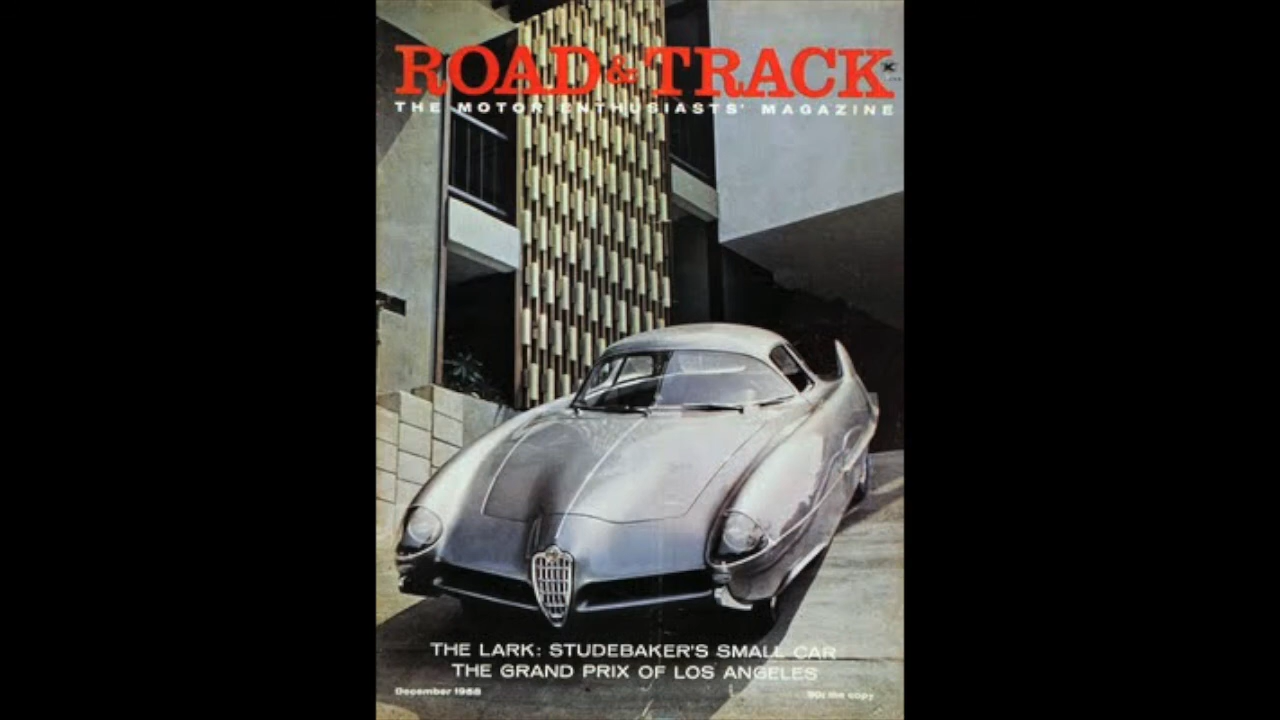 ROAD & TRACK
THE MOTOR ENTHUSIASTS' MAGAZINE
THE LARK: STUDEBAKER'S SMALL CAR
THE GRAND PRIX OF LOS ANGELES
December 1958
50¢ the copy